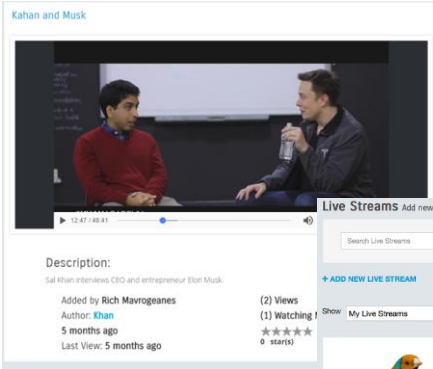 Kahan and Musk
12:47 / 48:41
Live Streams Add new
Search Live Streams
+ ADD NEW LIVE STREAM
Show My Live Streams
Description:
Sal Khan interviews CEO and entrepreneur Elon Musk
Added by Rich Mavrogeanes
Author: Khan
5 months ago
Last View: 5 months ago
(2) Views
(1) Watching
0 star(s)